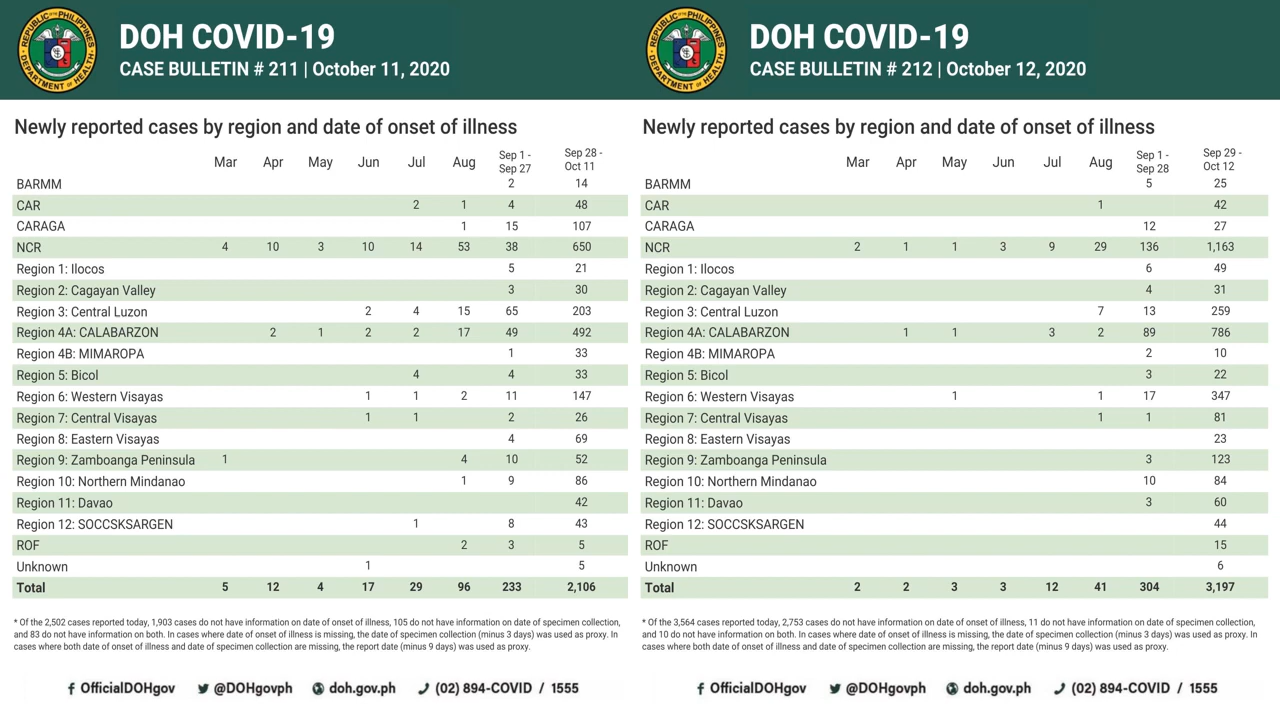 DOH COVID-19
CASE BULLETIN # 211 | October 11, 2020
Newly reported cases by region and date of onset of illness
Mar Apr May Jun Jul Aug Sep 1 - Sep 27 Sep 28 - Oct 11
BARMM 2 14
CAR 2 1 4 48
CARAGA 1 15 107
NCR 4 10 3 10 14 53 38 650
Region 1: Ilocos 5 21
Region 2: Cagayan Valley 3 30
Region 3: Central Luzon 2 4 15 65 203
Region 4A: CALABARZON 2 1 2 2 17 49 492
Region 4B: MIMAROPA 1 33
Region 5: Bicol 4 4 33
Region 6: Western Visayas 1 1 2 11 147
Region 7: Central Visayas 1 1 2 26
Region 8: Eastern Visayas 4 69
Region 9: Zamboanga Peninsula 1 4 10 52
Region 10: Northern Mindanao 1 9 86
Region 11: Davao 42
Region 12: SOCCSKSARGEN 1 8 43
ROF 2 3 5
Unknown 1 5
Total 5 12 4 17 29 96 233 2,106
* Of the 2,502 cases reported today, 1,903 cases do not have information on date of onset of illness, 105 do not have information on date of specimen collection,
and 83 do not have information on both. In cases where date of onset of illness is missing, the date of specimen collection (minus 3 days) was used as proxy. In
cases where both date of onset of illness and date of specimen collection are missing, the report date (minus 9 days) was used as proxy.
OfficialDOHgov @DOHgovph doh.gov.ph (02) 894-COVID / 1555
DOH COVID-19
CASE BULLETIN # 212 | October 12, 2020
Newly reported cases by region and date of onset of illness
Mar Apr May Jun Jul Aug Sep 1 - Sep 28 Sep 29 - Oct 12
BARMM 5 25
CAR 1 42
CARAGA 12 27
NCR 2 1 1 3 9 29 136 1,163
Region 1: Ilocos 6 49
Region 2: Cagayan Valley 4 31
Region 3: Central Luzon 7 13 259
Region 4A: CALABARZON 1 1 3 2 89 786
Region 4B: MIMAROPA 2 10
Region 5: Bicol 3 22
Region 6: Western Visayas 1 1 17 347
Region 7: Central Visayas 1 1 81
Region 8: Eastern Visayas 23
Region 9: Zamboanga Peninsula 3 123
Region 10: Northern Mindanao 10 84
Region 11: Davao 3 60
Region 12: SOCCSKSARGEN 44
ROF 15
Unknown 6
Total 2 2 3 3 12 41 304 3,197
* Of the 3,564 cases reported today, 2,753 cases do not have information on date of onset of illness, 11 do not have information on date of specimen collection,
and 10 do not have information on both. In cases where date of onset of illness is missing, the date of specimen collection (minus 3 days) was used as proxy. In
cases where both date of onset of illness and date of specimen collection are missing, the report date (minus 9 days) was used as proxy.
OfficialDOHgov @DOHgovph doh.gov.ph (02) 894-COVID / 1555
REPUBLIC OF THE PHILIPPINES
DEPARTMENT OF HEALTH
REPUBLIC OF THE PHILIPPINES
DEPARTMENT OF HEALTH